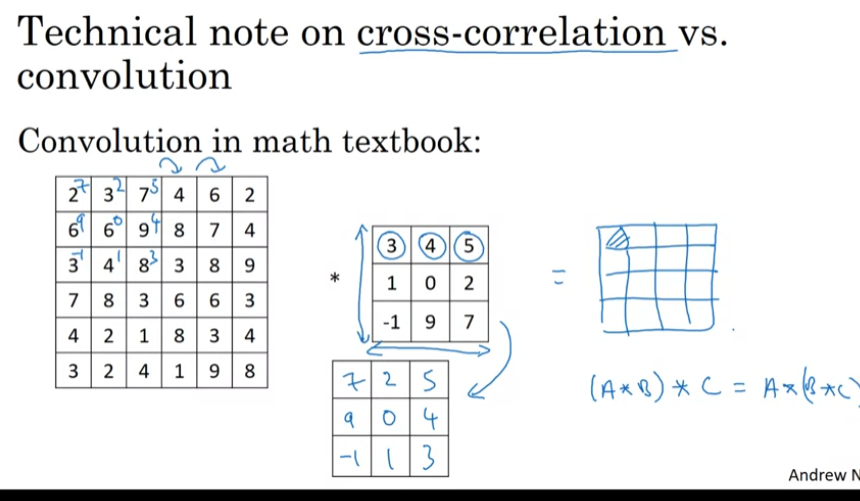 Technical note on cross-correlation vs.
convolution
Convolution in math textbook:
2 7 3 2 7 5 4 6 2
6 9 6 0 9 4 8 7 4
3 -1 4 1 8 3 3 8 9
7 8 3 6 6 3
4 2 1 8 3 4
3 2 4 1 9 8
*
3 4 5
1 0 2
-1 9 7
=
7 2 5
9 0 4
-1 1 3
(A*B)*C = A*(B*C)
Andrew N